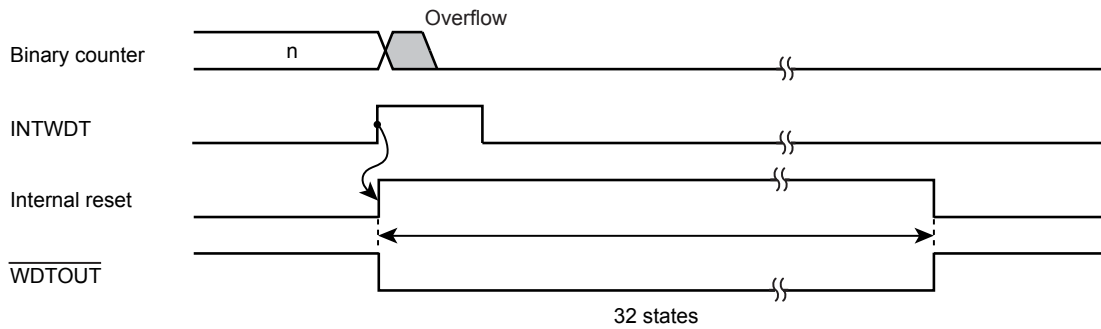 Overflow
Binary counter
n
INTWDT
Internal reset
WDTOUT
32 states